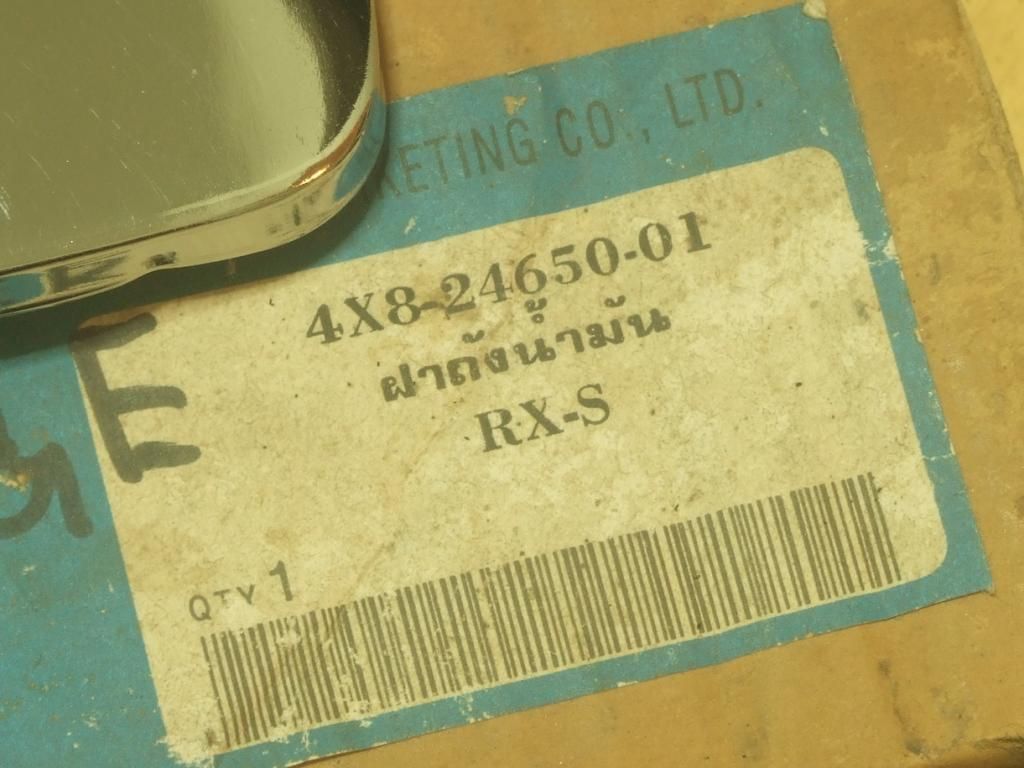 KETING CO., LTD.
4X8-24650-01
ฝาถังน้ำมัน
RX-S
E
QTY 1